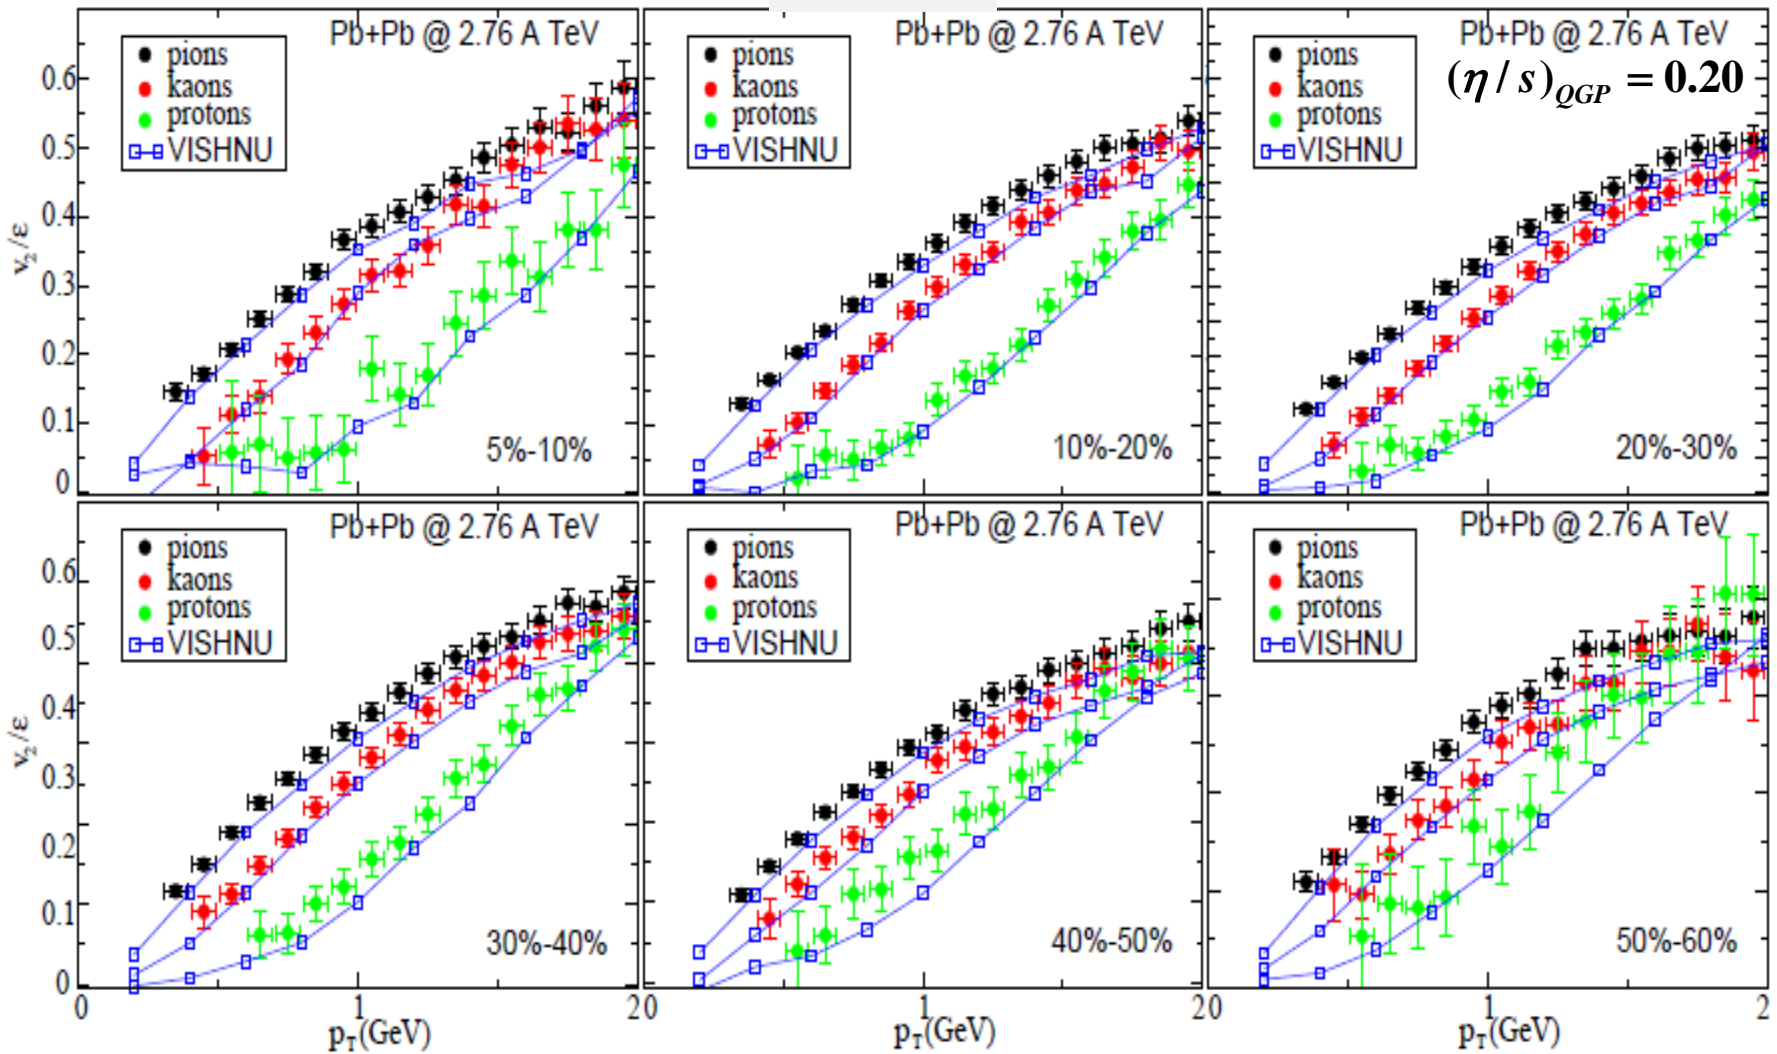 Pb+Pb @ 2.76 A TeV
pions
kaons
protons
VISHNU
5%-10%
Pb+Pb @ 2.76 A TeV
pions
kaons
protons
VISHNU
10%-20%
Pb+Pb @ 2.76 A TeV
(η/s)QGP = 0.20
pions
kaons
protons
VISHNU
20%-30%
v₂/ε
0.6
0.5
0.4
0.3
0.2
0.1
0
Pb+Pb @ 2.76 A TeV
pions
kaons
protons
VISHNU
30%-40%
Pb+Pb @ 2.76 A TeV
pions
kaons
protons
VISHNU
40%-50%
Pb+Pb @ 2.76 A TeV
pions
kaons
protons
VISHNU
50%-60%
v₂/ε
0.6
0.5
0.4
0.3
0.2
0.1
0
0 1 20 1 20 1 2
pT(GeV) pT(GeV) pT(GeV)